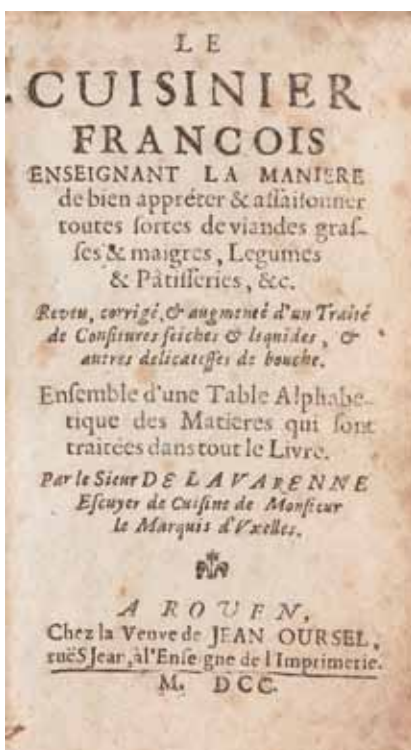 LE
CUISINIER
FRANCOIS
ENSEIGNANT LA MANIERE
de bien appréter & assaisonner
toutes sortes de viandes gras-
ses & maigres, Legumes
& Pâtisseries, &c.
Reveu, corrigé, & augmenté d'un Traité
de Confitures seiches & liquides, &
autres delicatesses de bouche.
Ensemble d'une Table Alphabe-
tique des Matieres qui sont
traitées dans tout le Livre.
Par le Sieur DE LA VARENNE
Escuyer de Cuisine de Monsieur
le Marquis d'Vxelles.
A ROUEN,
Chez la Veuve de JEAN OURSEL,
ruë S Jean, à l'Enseigne de l'Imprimerie.
M. DCC.